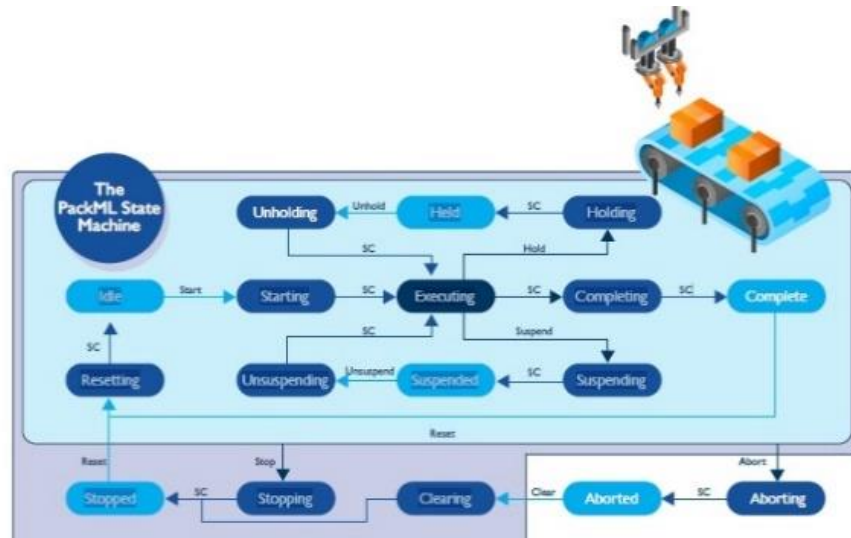 The
PackML State
Machine
Unholding
Unhold
Held
SC
Holding
SC
Hold
Idle
Start
Starting
SC
Executing
SC
Completing
SC
Complete
SC
SC
Suspend
Resetting
Unsuspending
Unsuspend
Suspended
SC
Suspending
Reset
Reset
Stop
Abort
Stopped
SC
Stopping
Clearing
Clear
Aborted
SC
Aborting